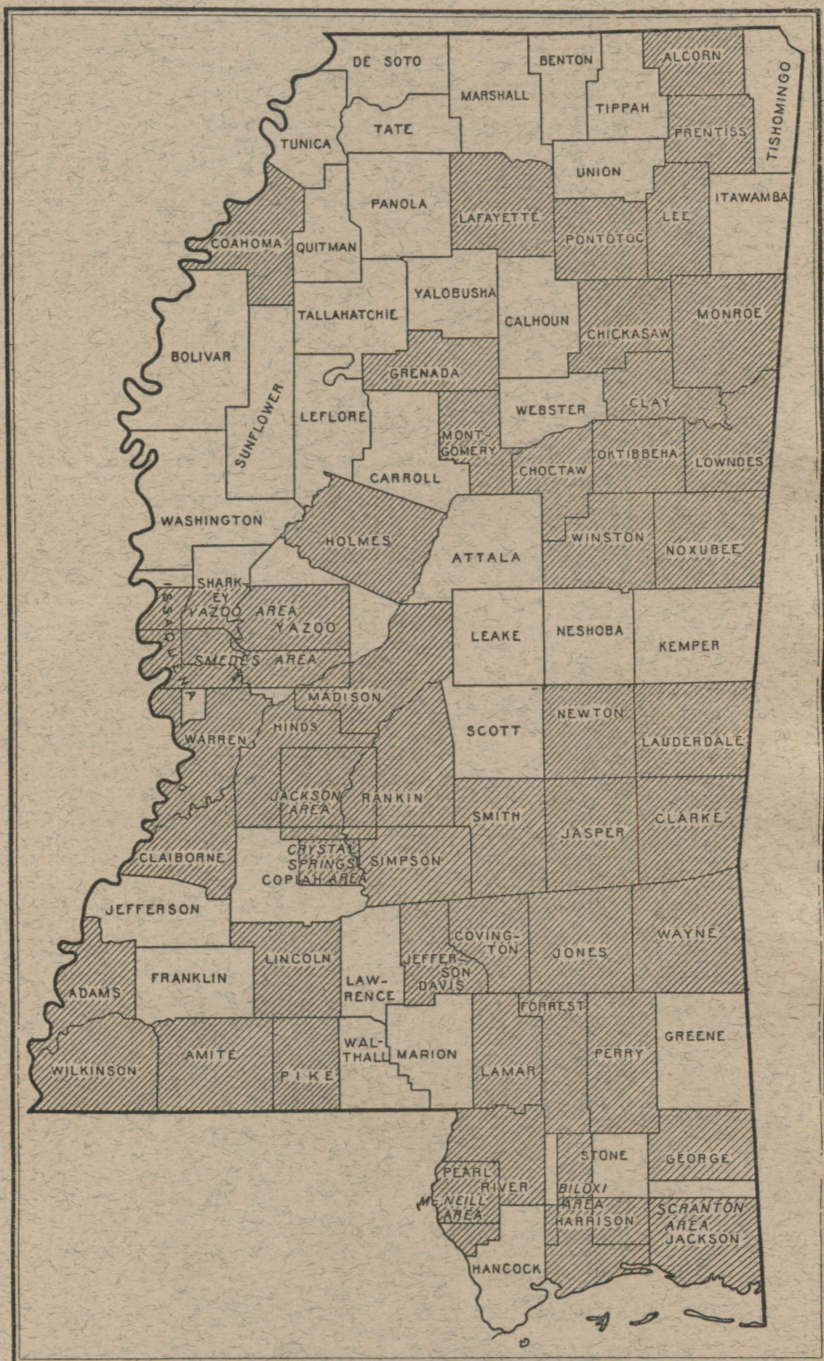 DE SOTO
BENTON
ALCORN
MARSHALL
TIPPAH
TISHOMINGO
TUNICA
TATE
PRENTISS
UNION
PANOLA
ITAWAMBA
LAFAYETTE
LEE
COAHOMA
QUITMAN
PONTOTOC
YALOBUSHA
TALLAHATCHIE
CALHOUN
MONROE
CHICKASAW
BOLIVAR
GRENADA
SUNFLOWER
LEFLORE
WEBSTER
CLAY
MONT-
GOMERY
CARROLL
CHOCTAW
OKTIBBEHA
LOWNDES
WASHINGTON
HOLMES
ATTALA
WINSTON
NOXUBEE
SHAR-
KEY
ISSAQUENA
YAZOO AREA
YAZOO
LEAKE
NESHOBA
KEMPER
SMEDES AREA
MADISON
WARREN
HINDS
SCOTT
NEWTON
LAUDERDALE
JACKSON
AREA
RANKIN
SMITH
JASPER
CLARKE
CLAIBORNE
CRYSTAL
SPRINGS
COPIAH AREA
SIMPSON
JEFFERSON
COVING-
TON
JONES
WAYNE
LINCOLN
JEFFER-
SON
DAVIS
FRANKLIN
LAW-
RENCE
ADAMS
FORREST
GREENE
WILKINSON
AMITE
PIKE
WAL-
THALL
MARION
LAMAR
PERRY
STONE
GEORGE
PEARL
RIVER
McNEILL
AREA
BILOXI
AREA
HARRISON
SCRANTON
AREA
JACKSON
HANCOCK